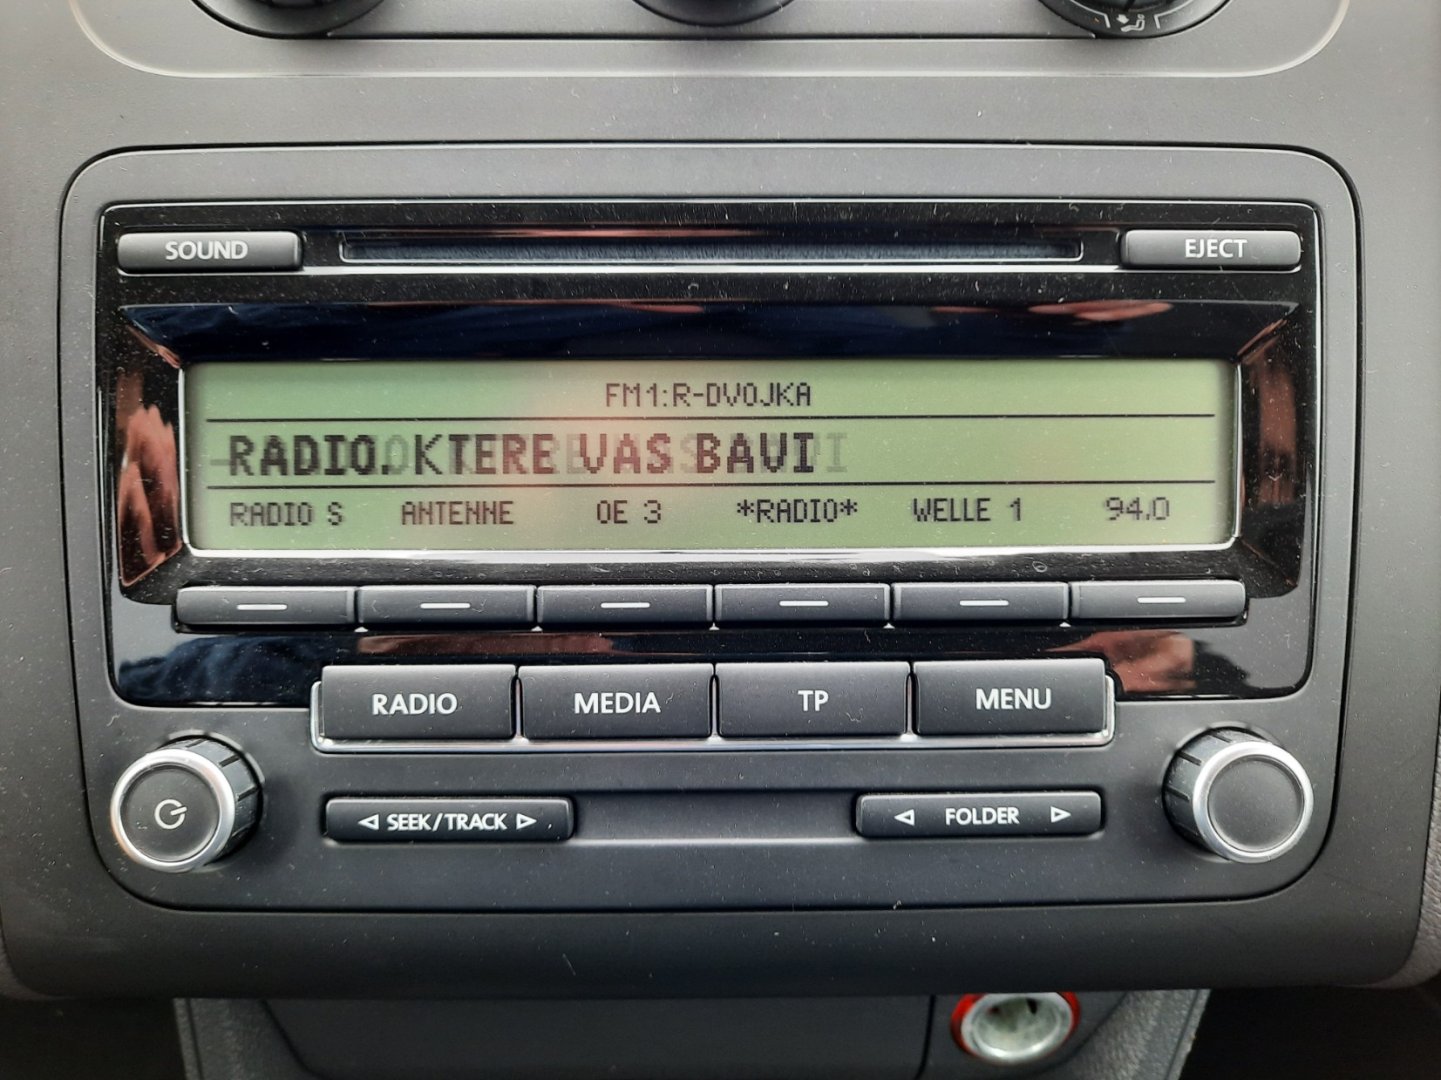 SOUND EJECT
FM1:R-DVOJKA
RADIO. KTERE VAS BAVI
RADIO S ANTENNE OE 3 *RADIO* WELLE 1 94.0
RADIO MEDIA TP MENU
SEEK/TRACK FOLDER